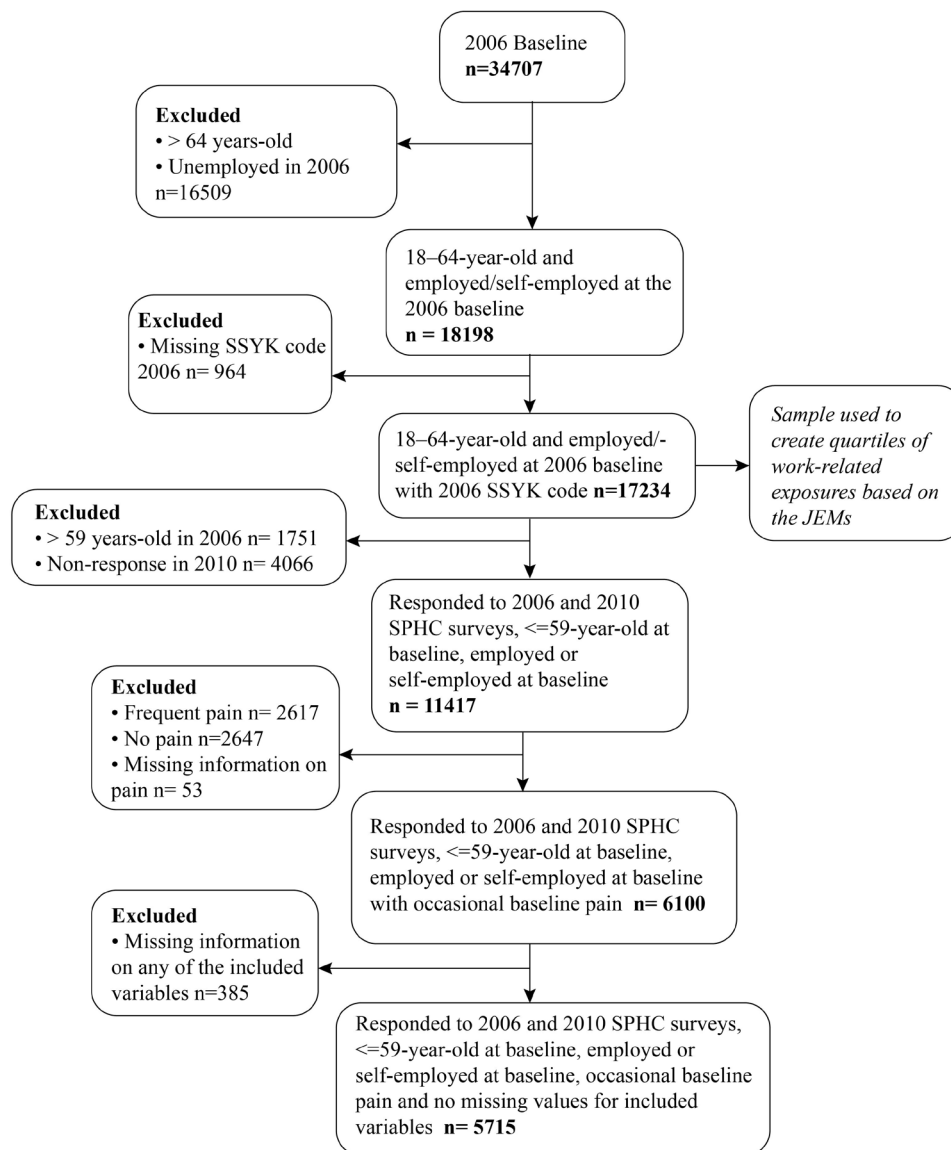 2006 Baseline
n=34707
Excluded
• > 64 years-old
• Unemployed in 2006
n=16509
18–64-year-old and
employed/self-employed at the
2006 baseline
n = 18198
Excluded
• Missing SSYK code
2006 n= 964
18–64-year-old and employed/-
self-employed at 2006 baseline
with 2006 SSYK code n=17234
Sample used to
create quartiles of
work-related
exposures based on
the JEMs
Excluded
• > 59 years-old in 2006 n= 1751
• Non-response in 2010 n= 4066
Responded to 2006 and 2010
SPHC surveys, <=59-year-old at
baseline, employed or
self-employed at baseline
n = 11417
Excluded
• Frequent pain n= 2617
• No pain n=2647
• Missing information on
pain n= 53
Responded to 2006 and 2010 SPHC
surveys, <=59-year-old at baseline,
employed or self-employed at baseline
with occasional baseline pain n= 6100
Excluded
• Missing information
on any of the included
variables n=385
Responded to 2006 and 2010 SPHC surveys,
<=59-year-old at baseline, employed or
self-employed at baseline, occasional baseline
pain and no missing values for included
variables n= 5715